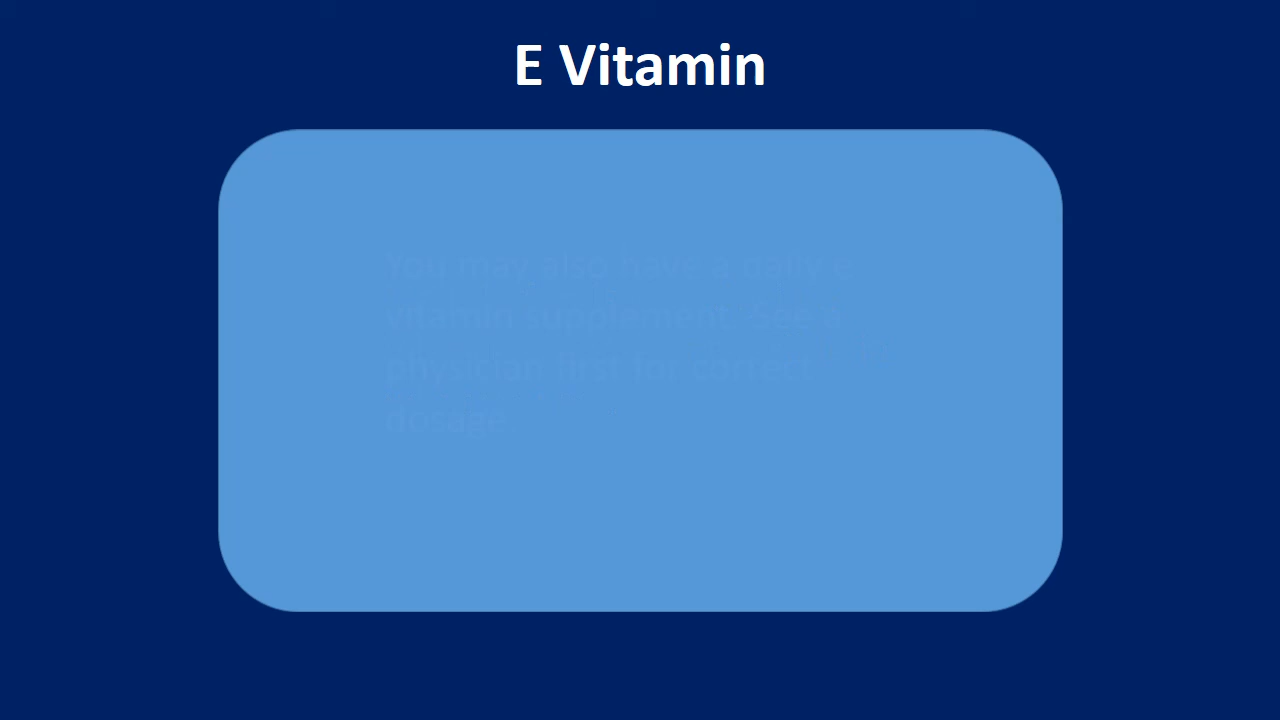 E Vitamin
You may also have a daily e
vitamin supplement. See a
physician first for correct
dosage.